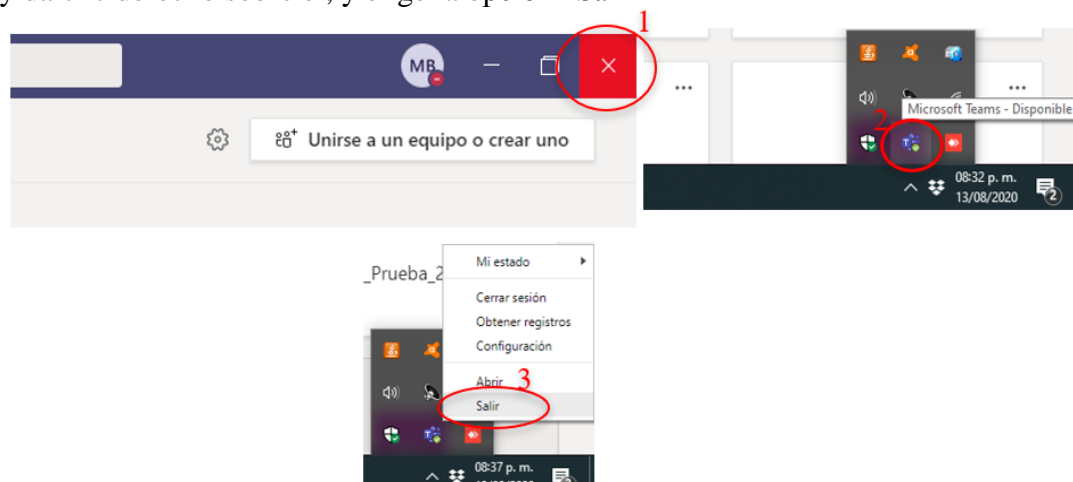 1
MB
Unirse a un equipo o crear uno
Microsoft Teams - Disponible
2
08:32 p. m.
13/08/2020
2
_Prueba_2
Mi estado
Cerrar sesión
Obtener registros
Configuración
Abrir
3
Salir
08:37 p. m.